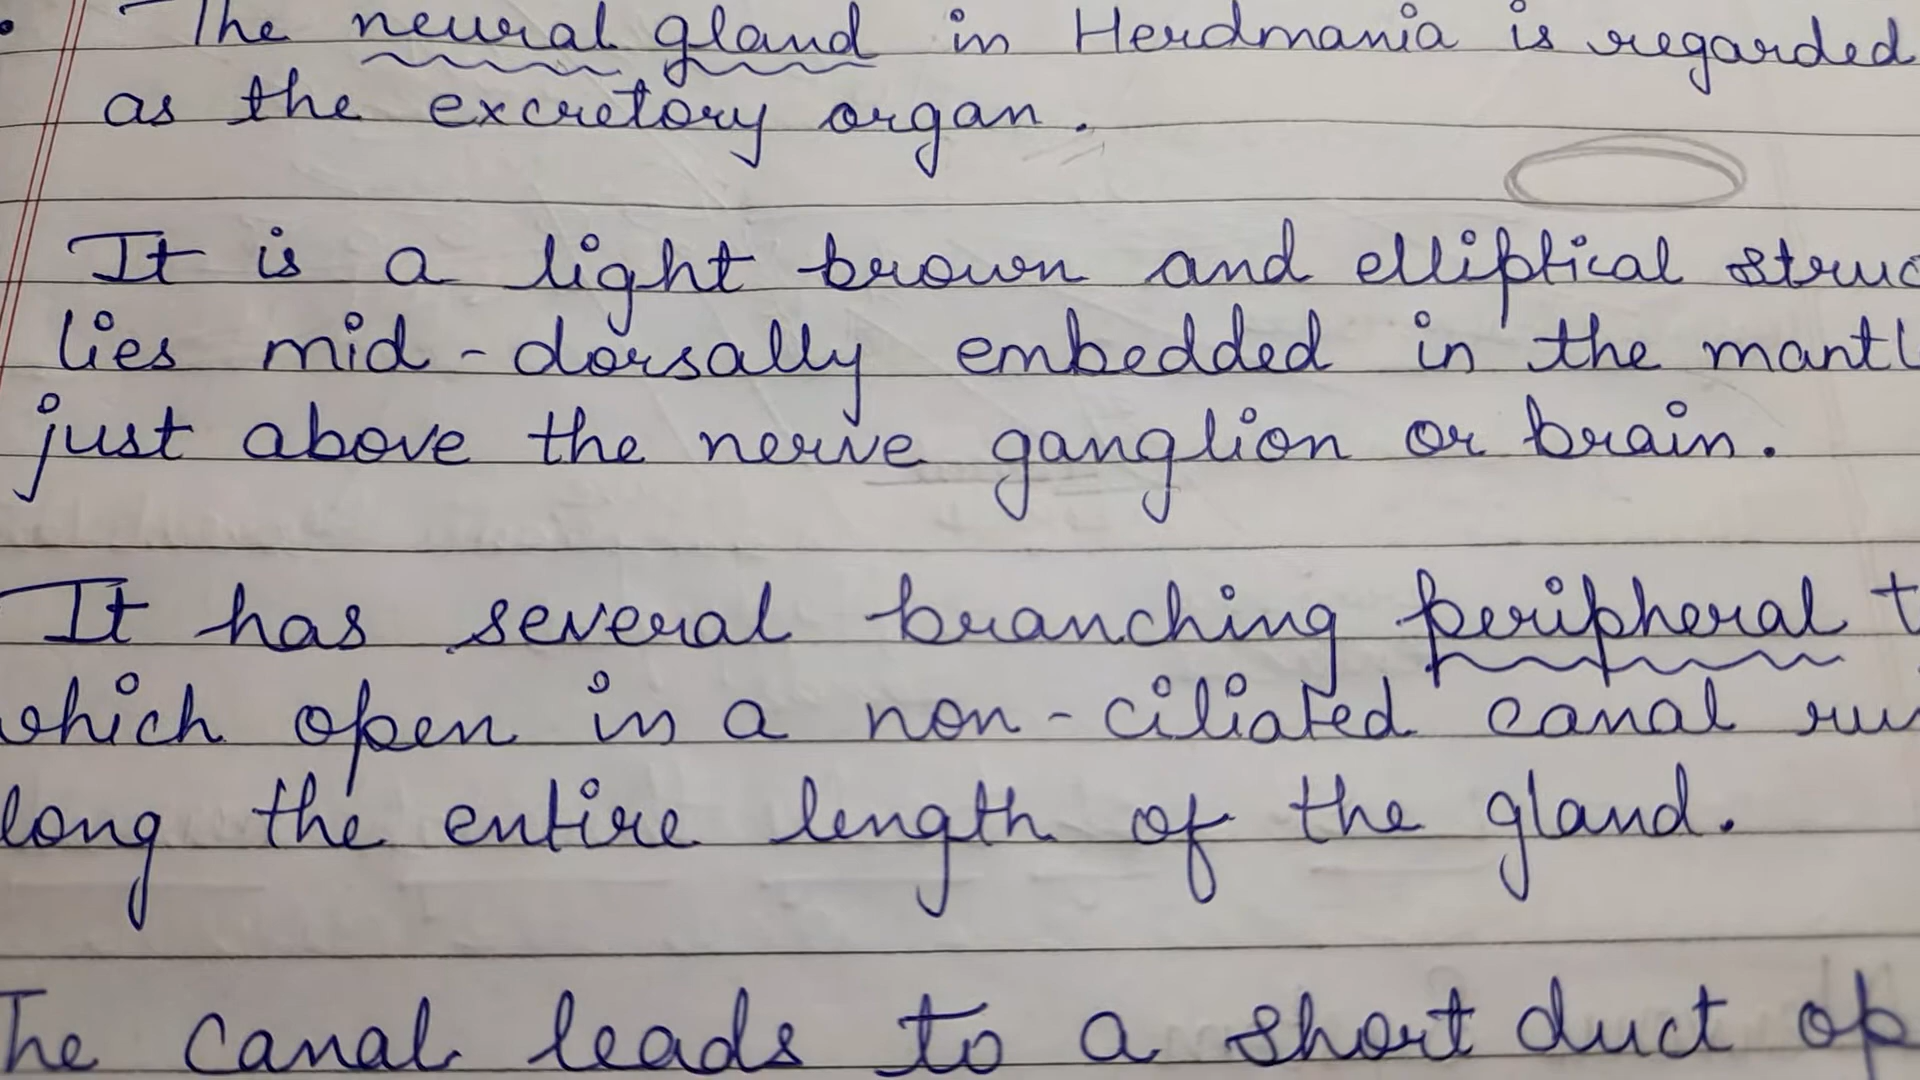 The neural gland in Herdmania is regarded
as the excretory organ.
It is a light brown and elliptical struc
lies mid-dorsally embedded in the mantl
just above the nerve ganglion or brain.
It has several branching peripheral t
which open in a non-ciliated canal run
long the entire length of the gland.
The canal leads to a short duct op